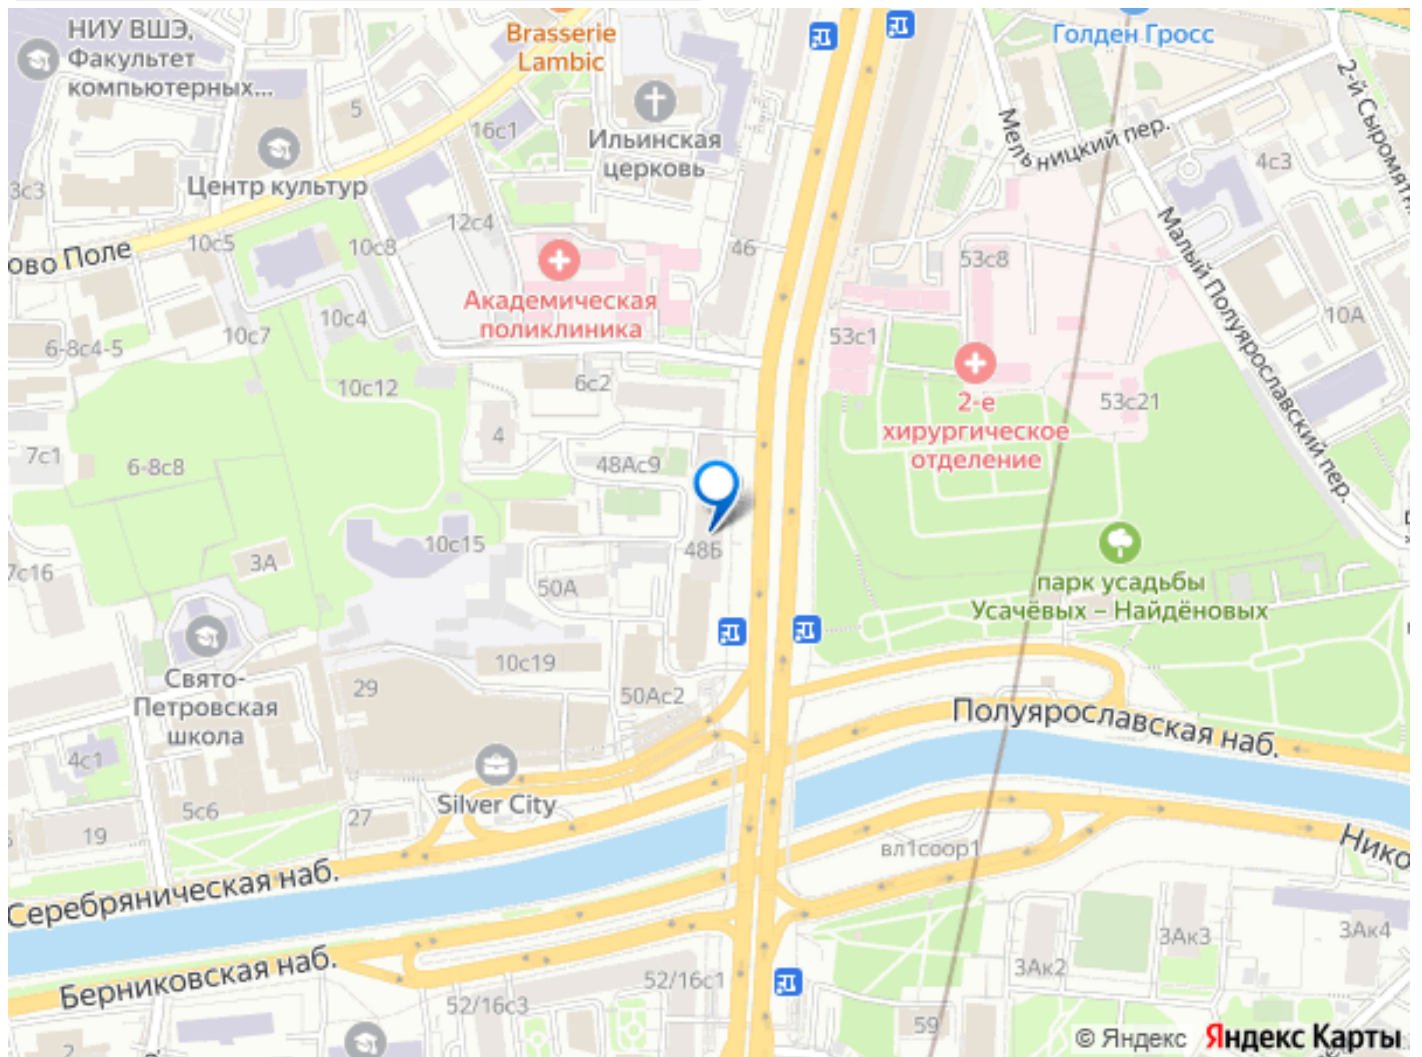 НИУ ВШЭ,
Факультет
компьютерных...
Brasserie
Lambic
Голден Гросс
5
16с1
Ильинская
церковь
Мельницкий пер.
2-й Сыромятн
4с3
Центр культур
3с3
12с4
10с5
10с8
46
ово Поле
53с8
Малый Полуярославский пер.
Академическая
поликлиника
10с4
10с7
6-8с4-5
53с1
10А
10с12
6с2
2-е
хирургическое
отделение
53с21
4
7с1
6-8с8
48Ас9
10с15
48Б
3А
7с16
50А
парк усадьбы
Усачёвых – Найдёновых
10с19
Свято-
Петровская
школа
29
50Ас2
Полуярославская наб.
4с1
Silver City
5с6
27
19
вл1соор1
Нико
Серебряническая наб.
3Ак3
3Ак4
Берниковская наб.
3Ак2
52/16с1
52/16с3
59
2
© Яндекс Яндекс Карты